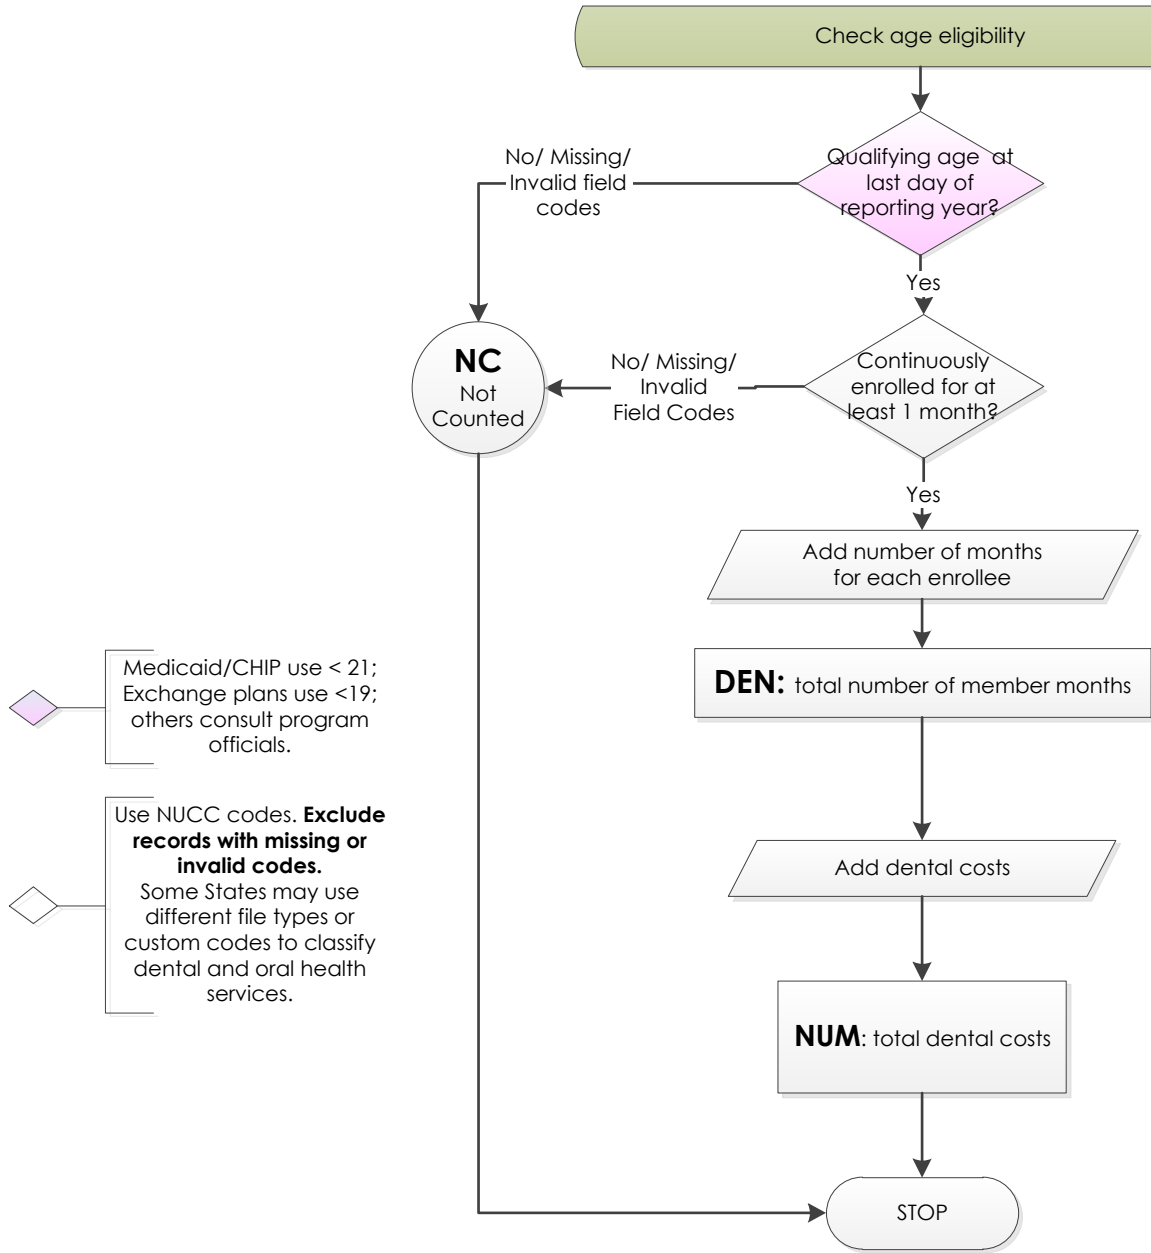 Check age eligibility
Qualifying age at
last day of
reporting year?
No/ Missing/
Invalid field
codes
Yes
NC
Not
Counted
No/ Missing/
Invalid
Field Codes
Continuously
enrolled for at
least 1 month?
Yes
Add number of months
for each enrollee
DEN: total number of member months
Medicaid/CHIP use < 21;
Exchange plans use <19;
others consult program
officials.
Use NUCC codes. Exclude
records with missing or
invalid codes.
Some States may use
different file types or
custom codes to classify
dental and oral health
services.
Add dental costs
NUM: total dental costs
STOP